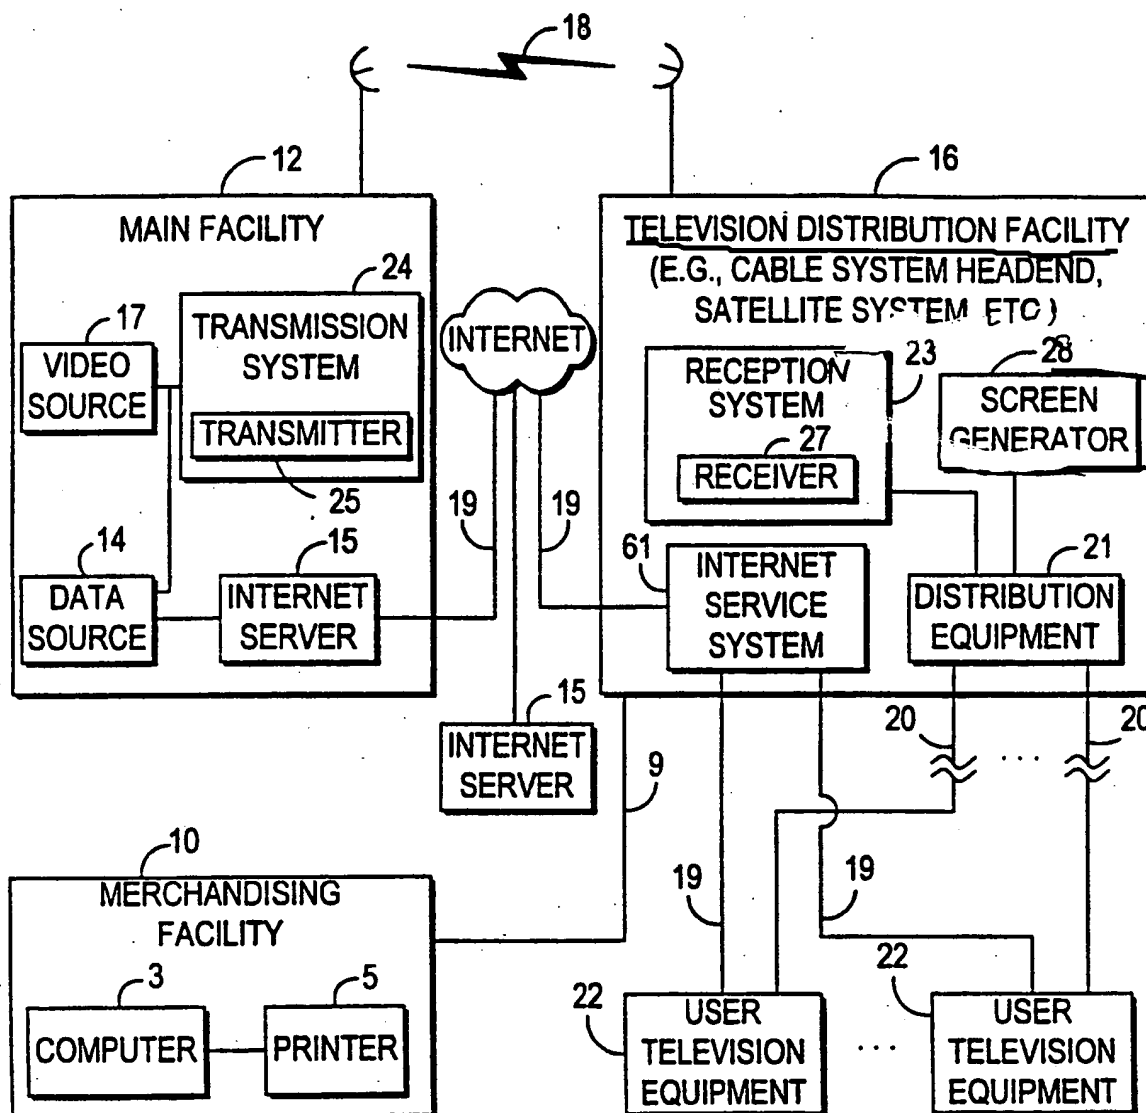 18
12
MAIN FACILITY
24
TRANSMISSION
SYSTEM
TRANSMITTER
25
17
VIDEO
SOURCE
14
DATA
SOURCE
15
INTERNET
SERVER
INTERNET
19
19
15
INTERNET
SERVER
16
TELEVISION DISTRIBUTION FACILITY
(E.G., CABLE SYSTEM HEADEND,
SATELLITE SYSTEM, ETC.)
23
RECEPTION
SYSTEM
27
RECEIVER
28
SCREEN
GENERATOR
61
INTERNET
SERVICE
SYSTEM
21
DISTRIBUTION
EQUIPMENT
20
...
20
9
19
19
10
MERCHANDISING
FACILITY
3
COMPUTER
5
PRINTER
22
USER
TELEVISION
EQUIPMENT
...
22
USER
TELEVISION
EQUIPMENT